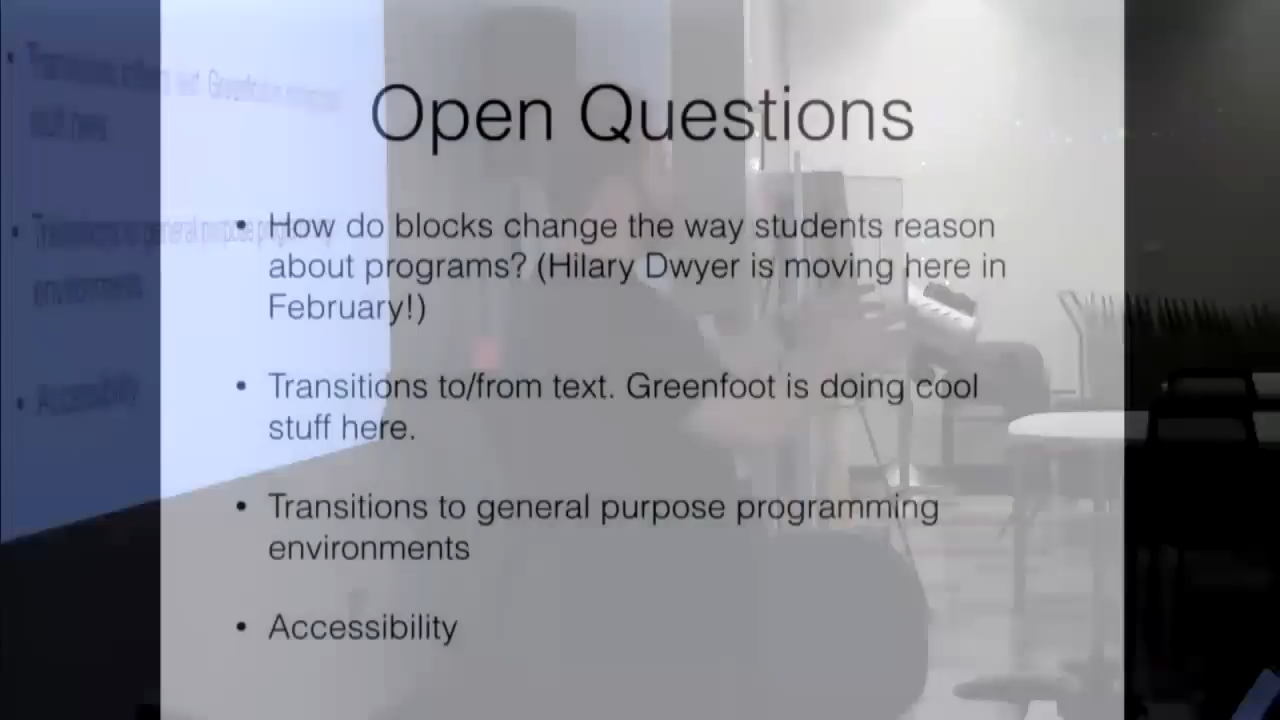 Open Questions
• How do blocks change the way students reason
about programs? (Hilary Dwyer is moving here in
February!)
• Transitions to/from text. Greenfoot is doing cool
stuff here.
• Transitions to general purpose programming
environments
• Accessibility